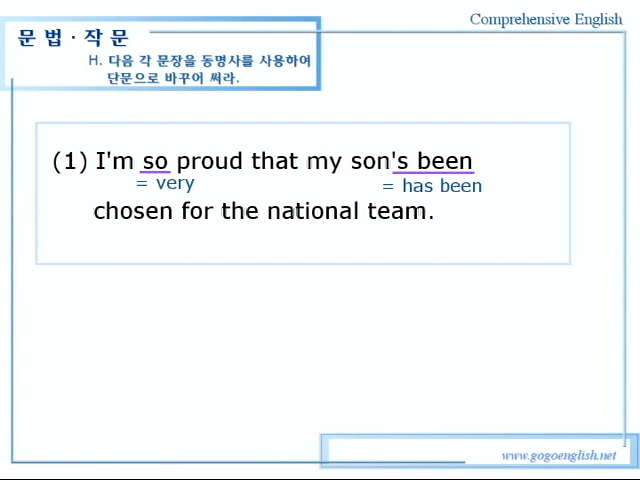 Comprehensive English
문법·작문
H. 다음 각 문장을 동명사를 사용하여
단문으로 바꾸어 써라.
(1) I'm so proud that my son's been
= very
= has been
chosen for the national team.
www.gogoenglish.net